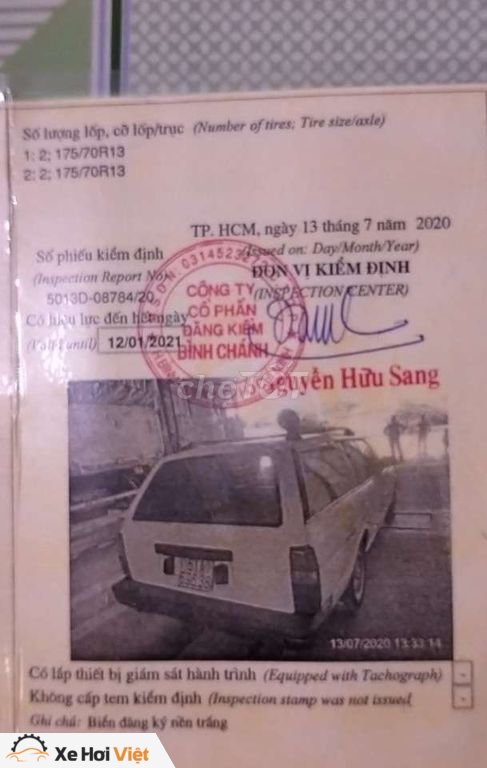 Số lượng lốp, cỡ lốp/trục (Number of tires; Tire size/axle)
1: 2; 175/70R13
2: 2; 175/70R13
TP. HCM, ngày 13 tháng 7 năm 2020
Số phiếu kiểm định (Issued on: Day/Month/Year)
(Inspection Report No) ĐƠN VỊ KIỂM ĐỊNH
5013D-08784/20 (INSPECTION CENTER)
Có hiệu lực đến hết ngày
(Valid until) 12/01/2021
CÔNG TY
CỔ PHẦN
ĐĂNG KIỂM
BÌNH CHÁNH
Nguyễn Hữu Sang
choTỐT
13/07/2020 13:33:14
Có lắp thiết bị giám sát hành trình (Equipped with Tachograph) -
Không cấp tem kiểm định (Inspection stamp was not issued -
Ghi chú: Biển đăng ký nền trắng
Xe Hơi Việt